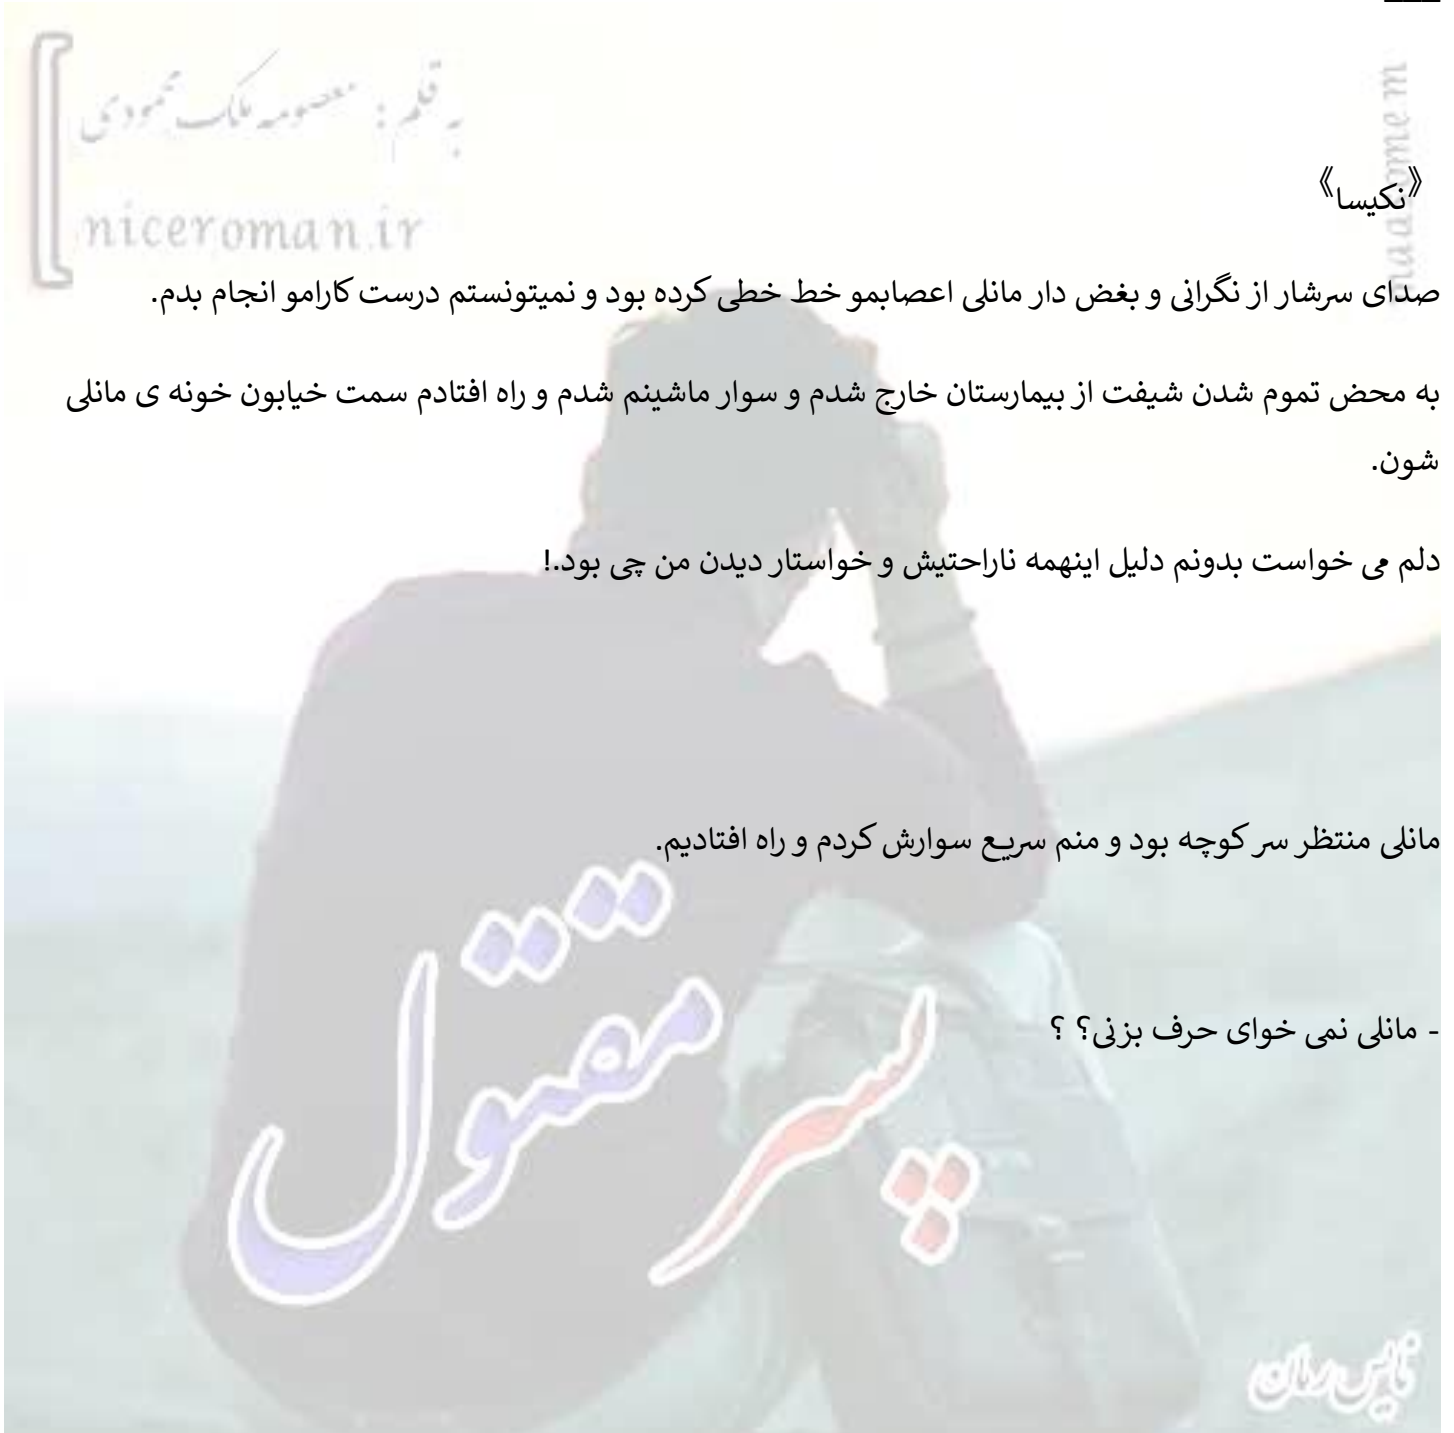 به قلم : معصومه ملک محمودی
niceroman.ir
《نکیسا》
صدای سرشار از نگرانی و بغض دار مانلی اعصابمو خط خطی کرده بود و نمیتونستم درست کارامو انجام بدم.
به محض تموم شدن شیفت از بیمارستان خارج شدم و سوار ماشینم شدم و راه افتادم سمت خیابون خونه ی مانلی
شون.
دلم می خواست بدونم دلیل اینهمه ناراحتیش و خواستار دیدن من چی بود.!
مانلی منتظر سر کوچه بود و منم سریع سوارش کردم و راه افتادیم.
- مانلی نمی خوای حرف بزنی؟ ؟
پسر مقتول
نایس رمان